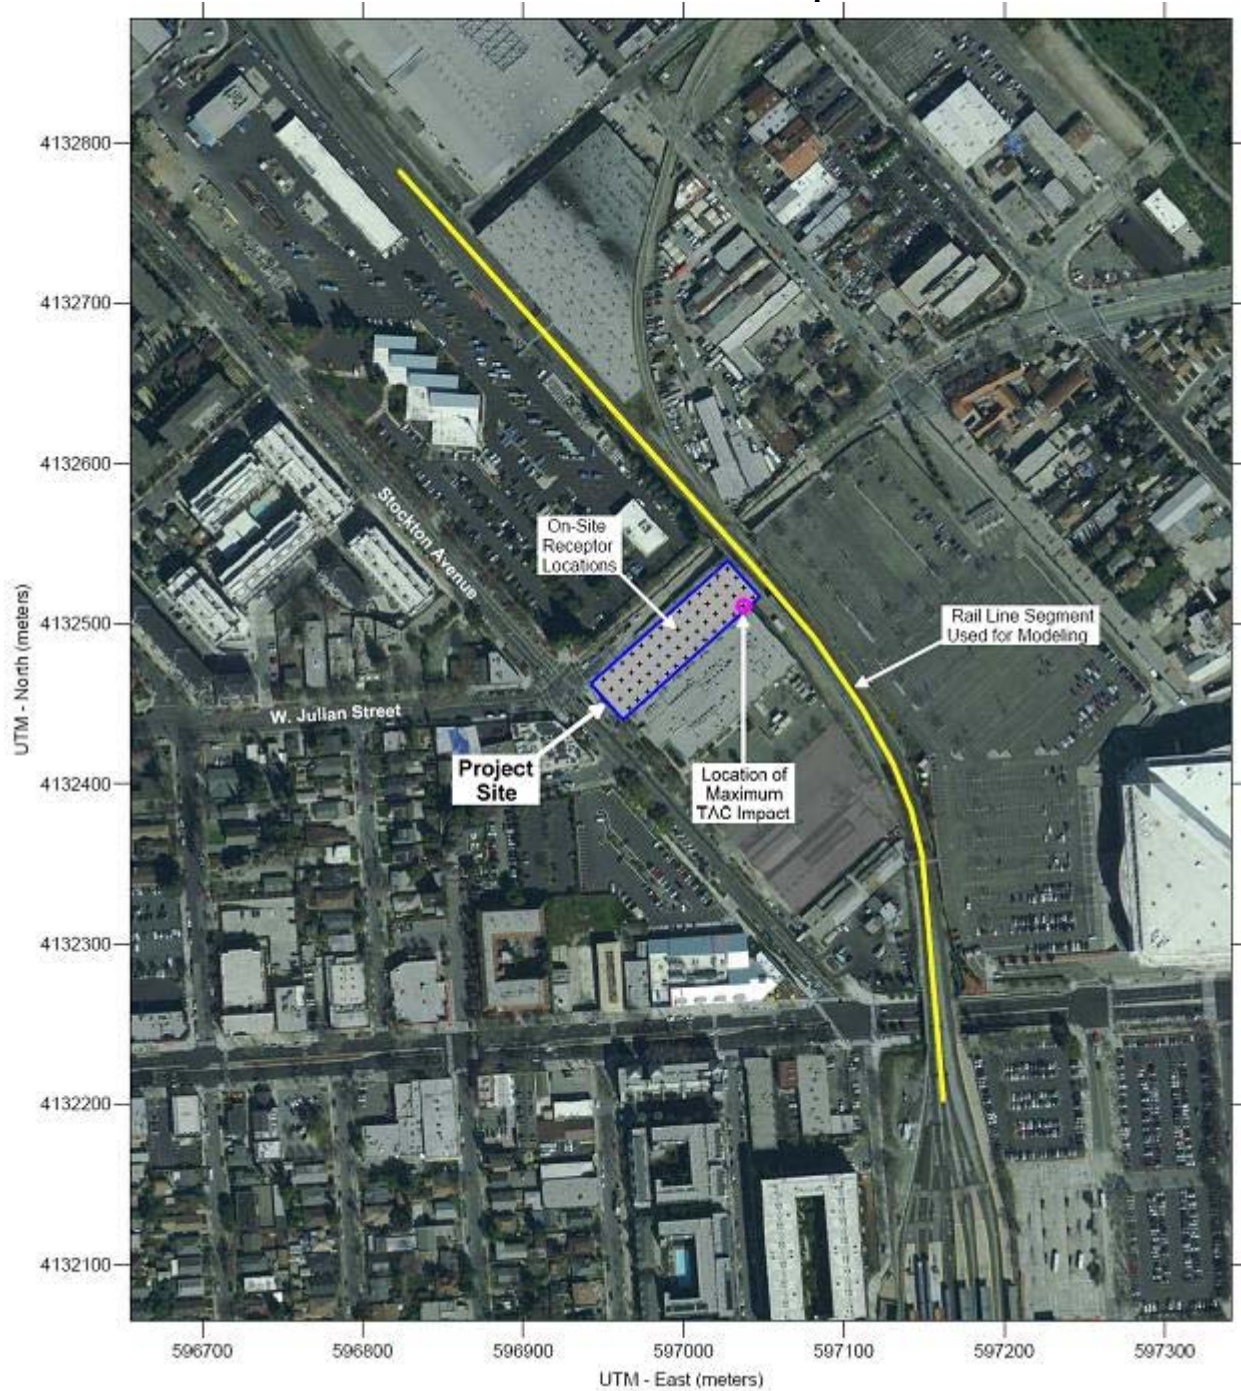 4132800
4132700
4132600
4132500
4132400
4132300
4132200
4132100
UTM - North (meters)
Stockton Avenue
On-Site
Receptor
Locations
Rail Line Segment
Used for Modeling
W. Julian Street
Project
Site
Location of
Maximum
TAC Impact
596700 596800 596900 597000 597100 597200 597300
UTM - East (meters)